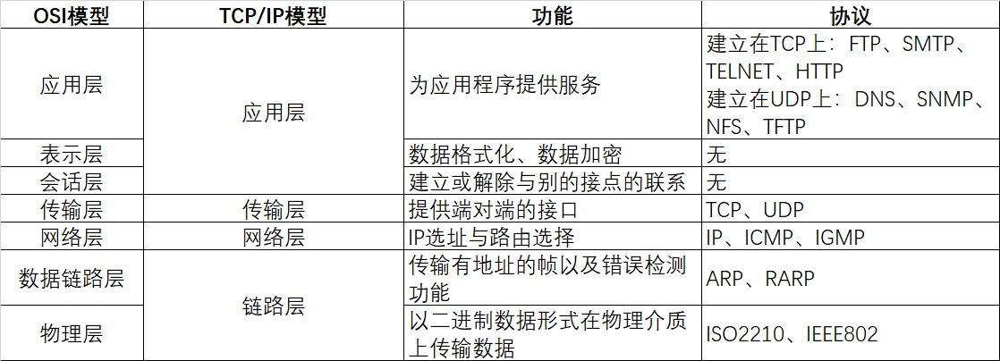 OSI模型 TCP/IP模型 功能 协议
应用层 应用层 为应用程序提供服务 建立在TCP上：FTP、SMTP、
TELNET、HTTP
建立在UDP上：DNS、SNMP、
NFS、TFTP
表示层 数据格式化、数据加密 无
会话层 建立或解除与别的接点的联系 无
传输层 传输层 提供端对端的接口 TCP、UDP
网络层 网络层 IP选址与路由选择 IP、ICMP、IGMP
数据链路层 链路层 传输有地址的帧以及错误检测
功能 ARP、RARP
物理层 以二进制数据形式在物理介质
上传输数据 ISO2210、IEEE802